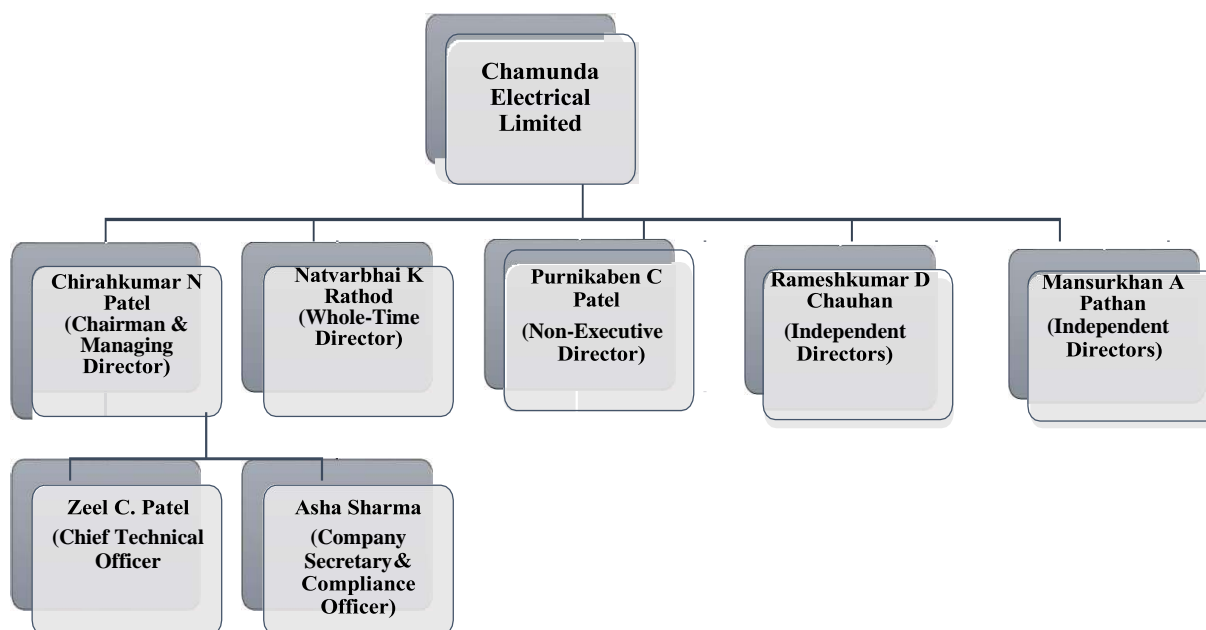 Chamunda
Electrical
Limited
Chirahkumar N
Patel
(Chairman &
Managing
Director)
Natvarbhai K
Rathod
(Whole-Time
Director)
Purnikaben C
Patel
(Non-Executive
Director)
Rameshkumar D
Chauhan
(Independent
Directors)
Mansurkhan A
Pathan
(Independent
Directors)
Zeel C. Patel
(Chief Technical
Officer
Asha Sharma
(Company
Secretary&
Compliance
Officer)